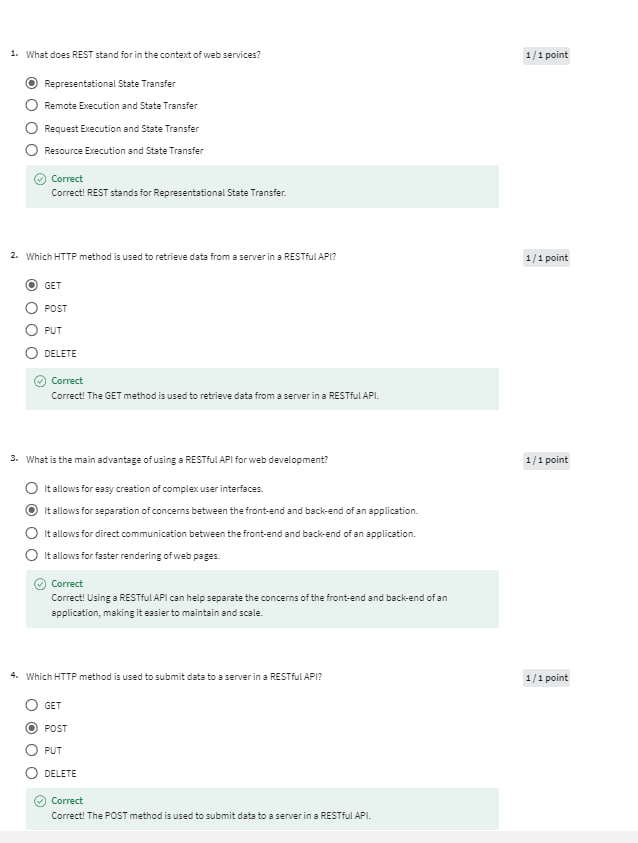 1. What does REST stand for in the context of web services? 1 / 1 point
Representational State Transfer
Remote Execution and State Transfer
Request Execution and State Transfer
Resource Execution and State Transfer
Correct
Correct! REST stands for Representational State Transfer.
2. Which HTTP method is used to retrieve data from a server in a RESTful API? 1 / 1 point
GET
POST
PUT
DELETE
Correct
Correct! The GET method is used to retrieve data from a server in a RESTful API.
3. What is the main advantage of using a RESTful API for web development? 1 / 1 point
It allows for easy creation of complex user interfaces.
It allows for separation of concerns between the front-end and back-end of an application.
It allows for direct communication between the front-end and back-end of an application.
It allows for faster rendering of web pages.
Correct
Correct! Using a RESTful API can help separate the concerns of the front-end and back-end of an
application, making it easier to maintain and scale.
4. Which HTTP method is used to submit data to a server in a RESTful API? 1 / 1 point
GET
POST
PUT
DELETE
Correct
Correct! The POST method is used to submit data to a server in a RESTful API.